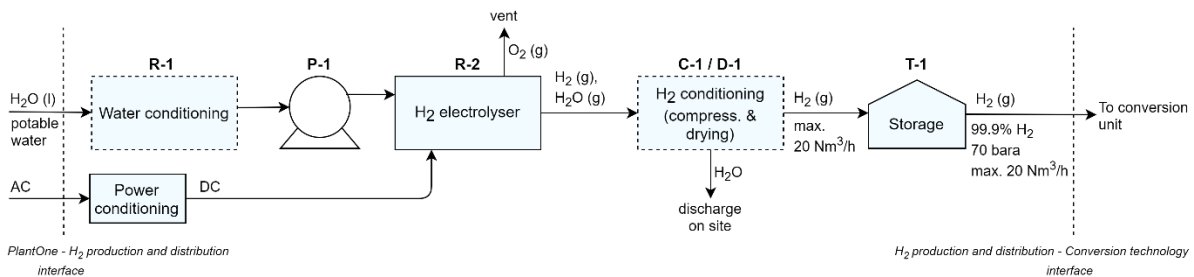 vent
R-1
P-1
R-2
O2 (g)
C-1 / D-1
T-1
H2O (l)
potable
water
Water conditioning
H2 electrolyser
H2 (g),
H2O (g)
H2 conditioning
(compress. &
drying)
H2 (g)
max.
20 Nm³/h
Storage
H2 (g)
99.9% H2
70 bara
max. 20 Nm³/h
To conversion
unit
AC
Power
conditioning
DC
H2O
discharge
on site
PlantOne - H2 production and distribution
interface
H2 production and distribution - Conversion technology
interface